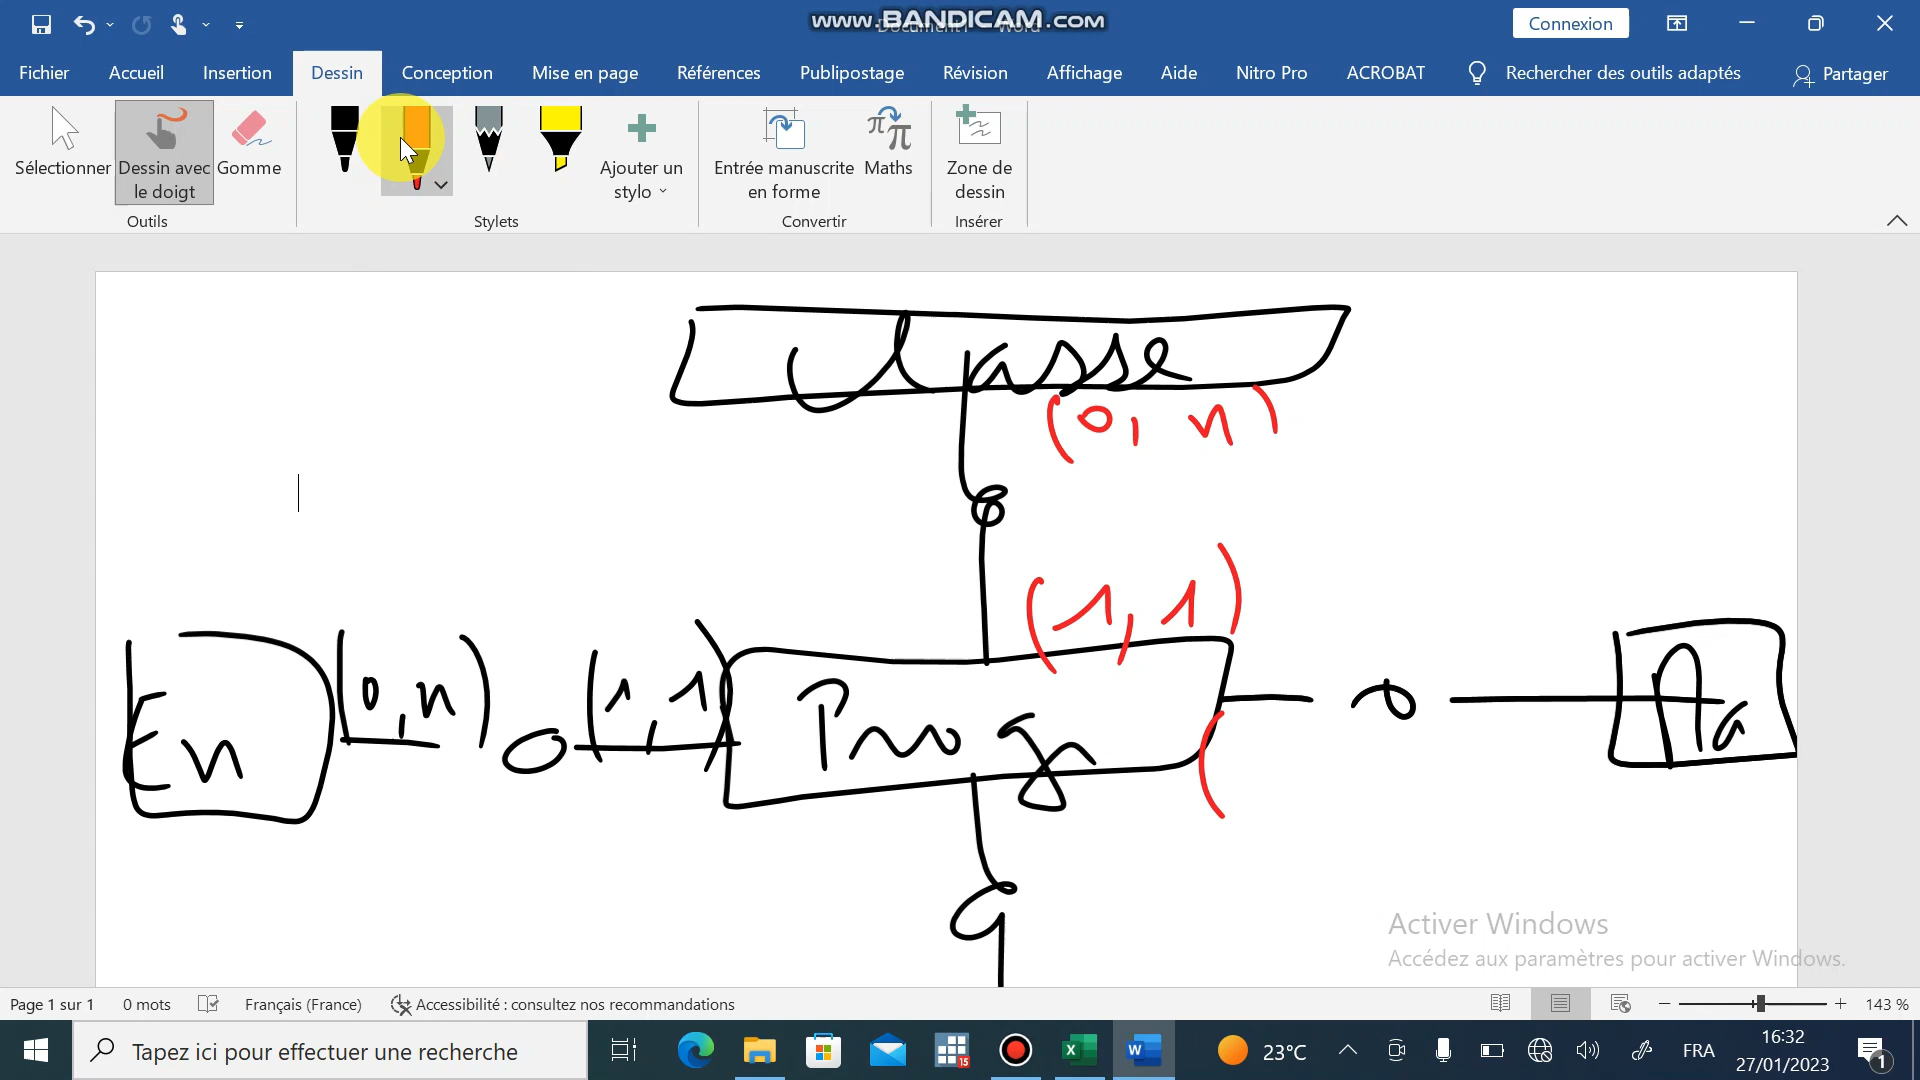 www.BANDICAM.com
Connexion
Fichier Accueil Insertion Dessin Conception Mise en page Références Publipostage Révision Affichage Aide Nitro Pro ACROBAT Rechercher des outils adaptés Partager
Sélectionner Dessin avec le doigt Gomme Ajouter un stylo Entrée manuscrite en forme Maths Zone de dessin
Outils Stylets Convertir Insérer
Classe
(0, n)
(1, 1)
En (0, n) (1, 1) Prog ( Ma
Activer Windows
Accédez aux paramètres pour activer Windows.
Page 1 sur 1 0 mots Français (France) Accessibilité : consultez nos recommandations 143 %
Tapez ici pour effectuer une recherche 15 23°C FRA 16:32
27/01/2023 1